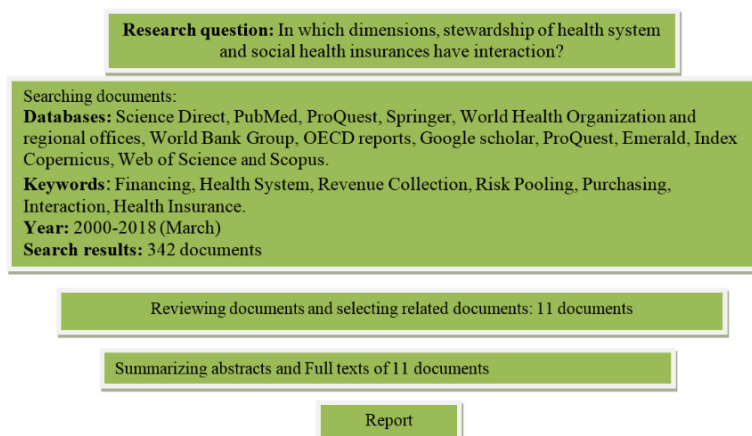 Research question: In which dimensions, stewardship of health system
and social health insurances have interaction?
Searching documents:
Databases: Science Direct, PubMed, ProQuest, Springer, World Health Organization and
regional offices, World Bank Group, OECD reports, Google scholar, ProQuest, Emerald, Index
Copernicus, Web of Science and Scopus.
Keywords: Financing, Health System, Revenue Collection, Risk Pooling, Purchasing,
Interaction, Health Insurance.
Year: 2000-2018 (March)
Search results: 342 documents
Reviewing documents and selecting related documents: 11 documents
Summarizing abstracts and Full texts of 11 documents
Report